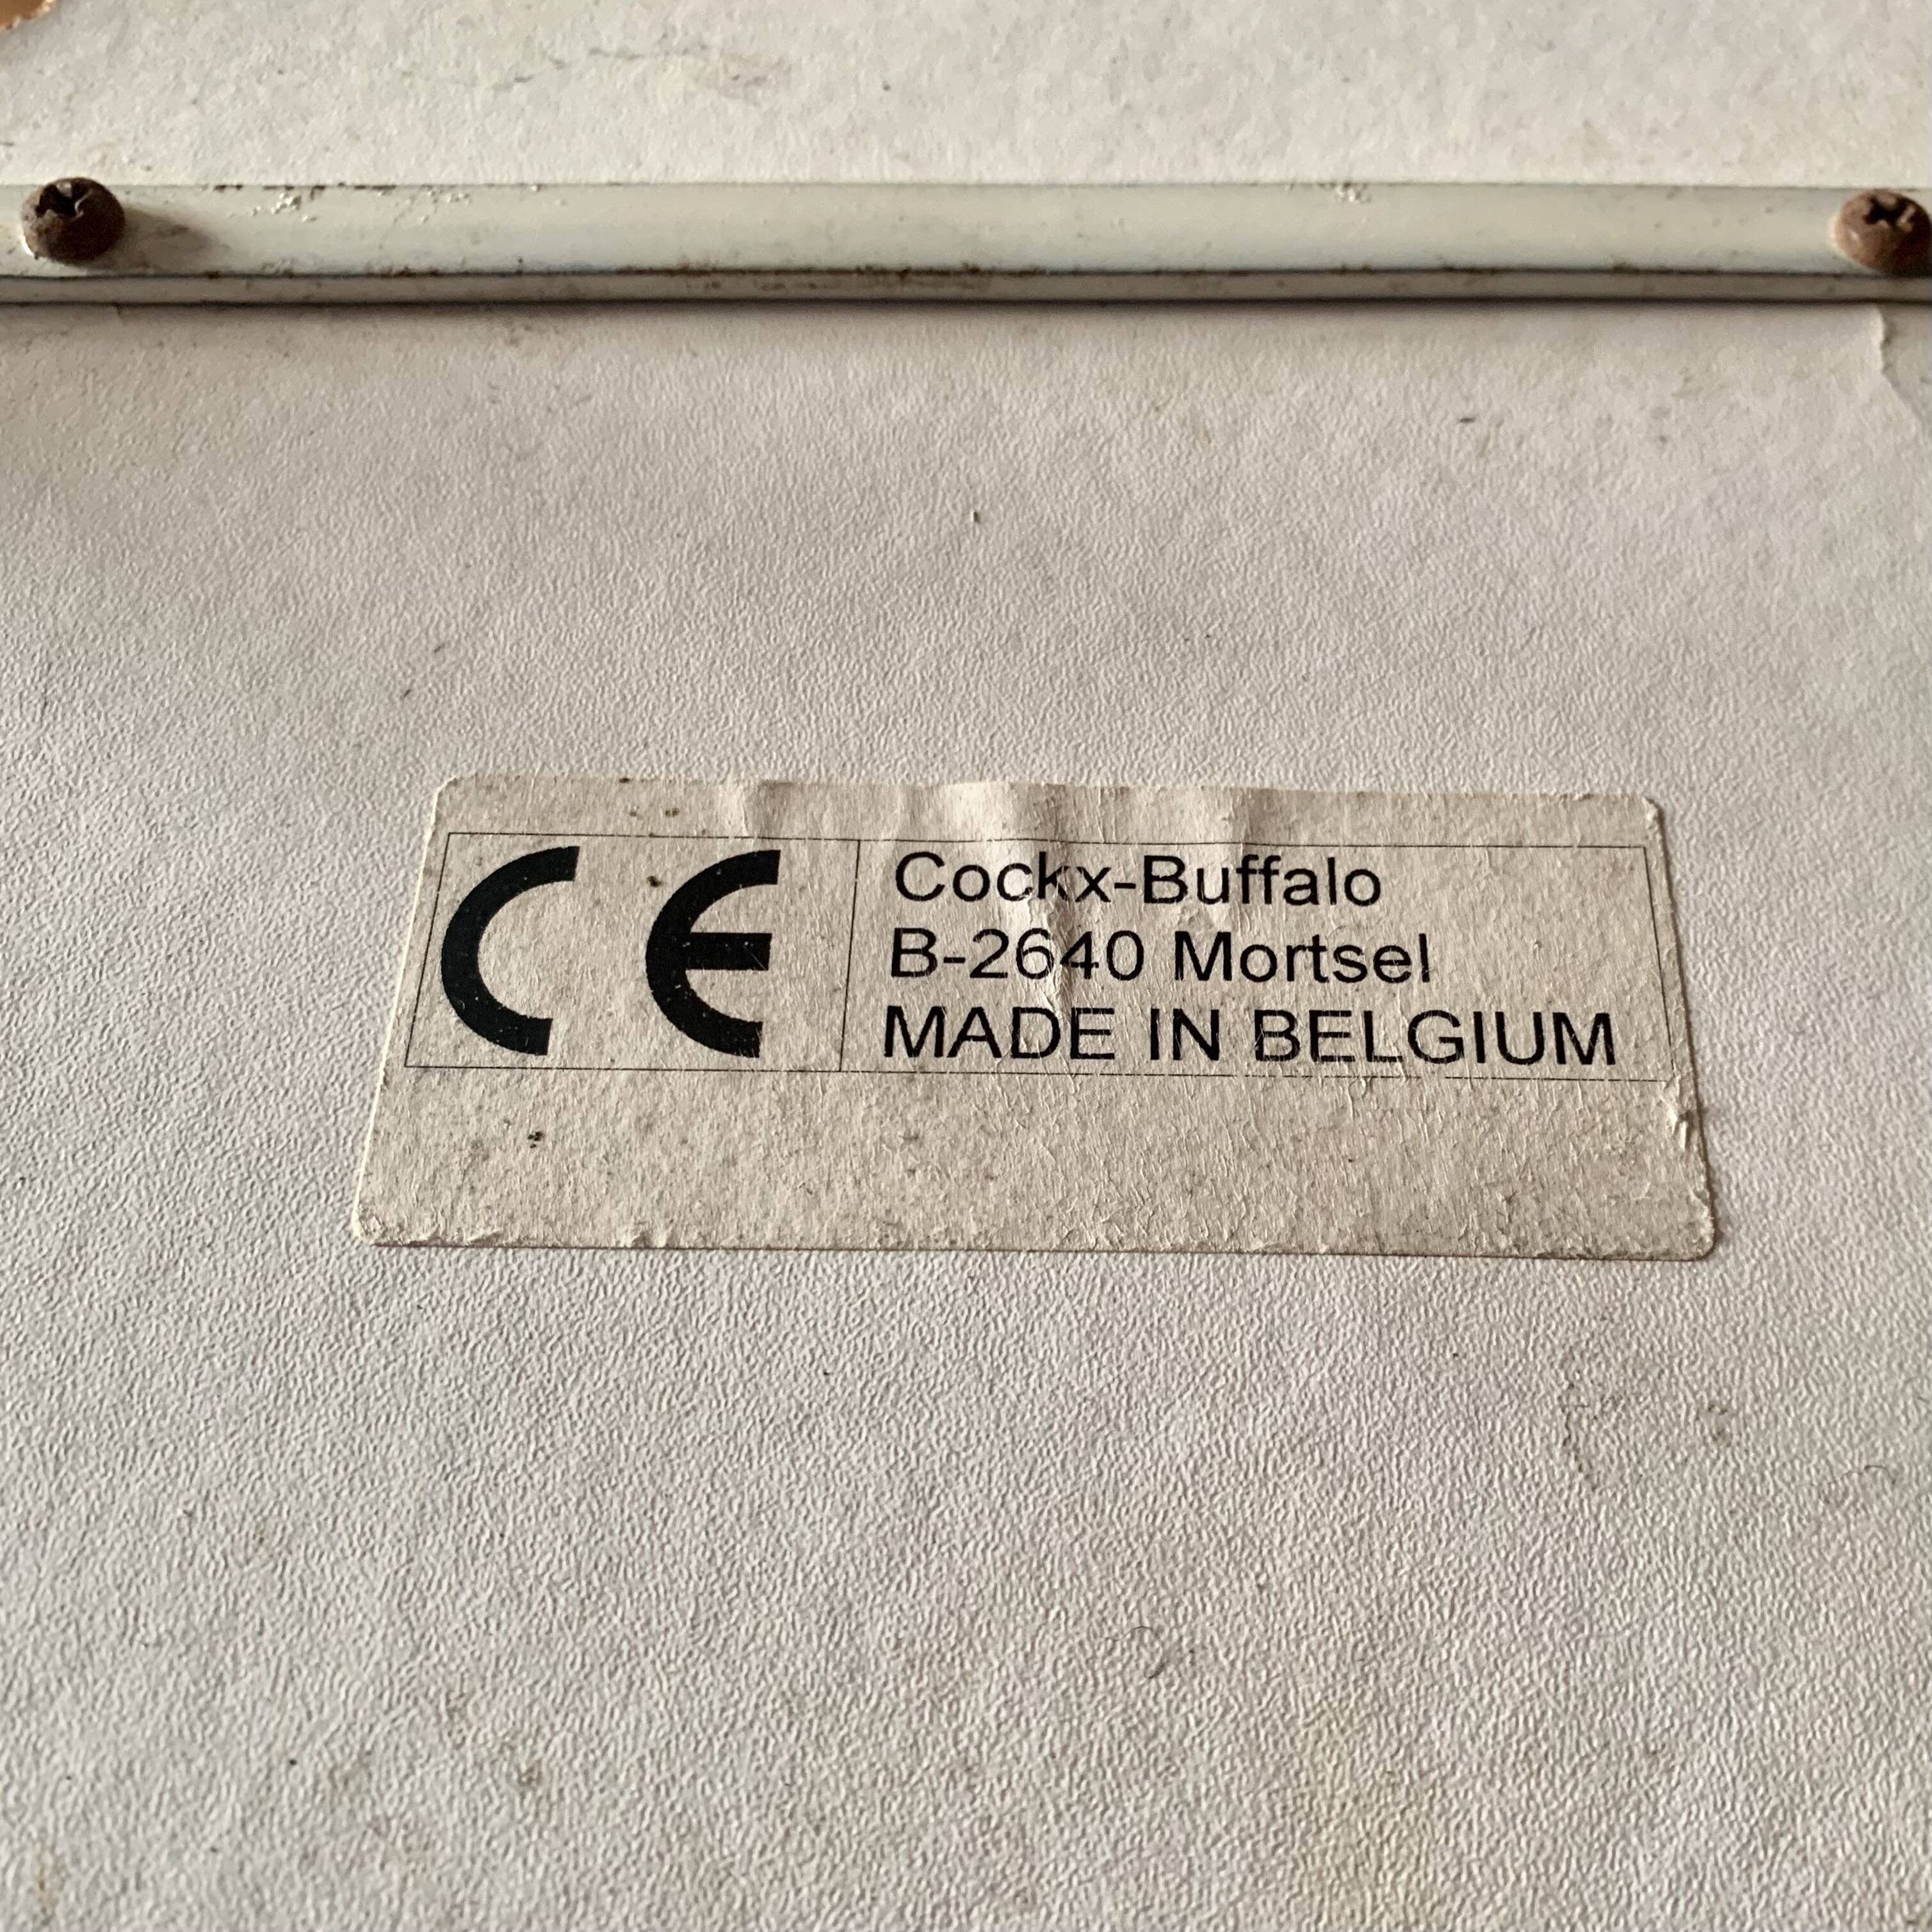 CE
Cockx-Buffalo
B-2640 Mortsel
MADE IN BELGIUM